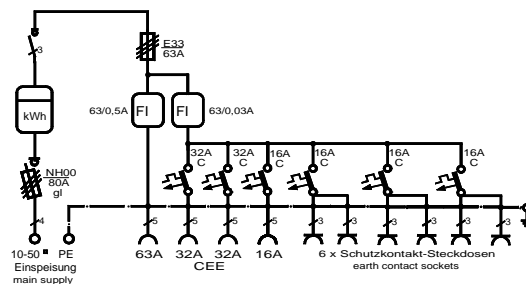 E33
63A
3
kWh
63/0,5A
FI
FI
63/0,03A
32A
C
32A
C
16A
C
16A
C
16A
C
16A
C
NH00
80A
gl
4
5
5
5
5
3
3
3
3
3
3
10-50 ■
PE
63A
32A
32A
16A
6 x Schutzkontakt-Steckdosen
Einspeisung
CEE
earth contact sockets
main supply